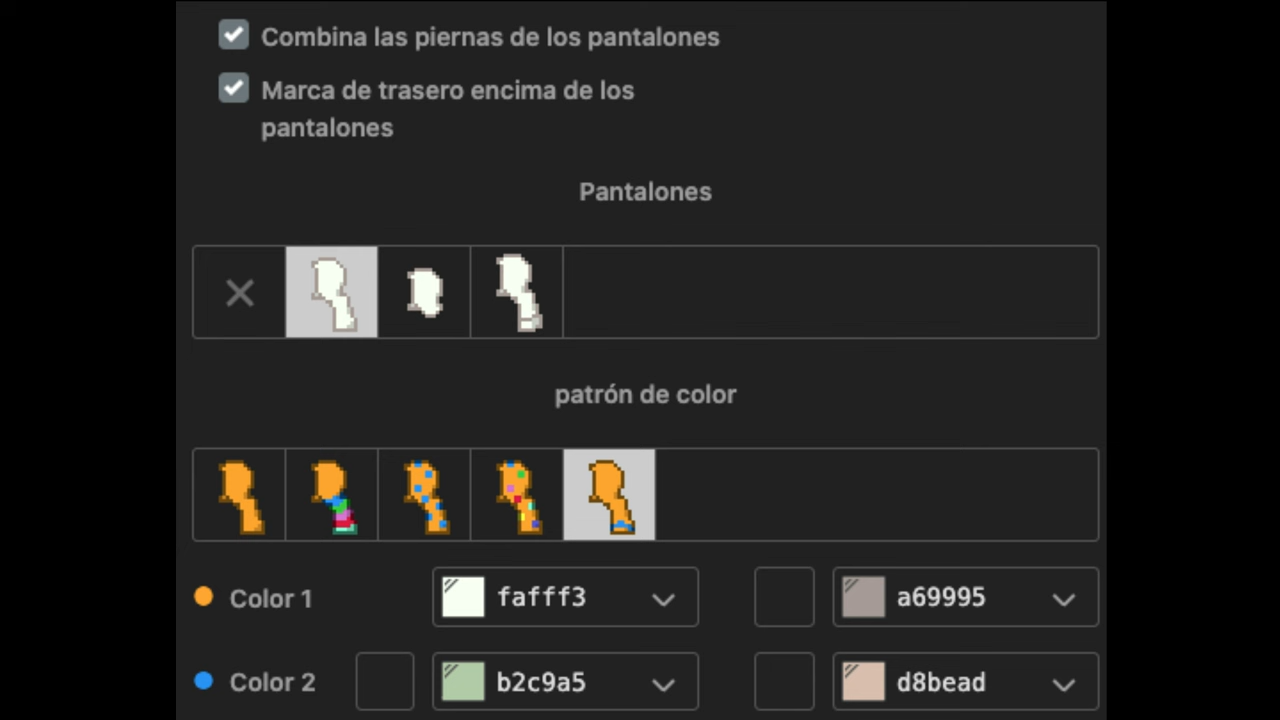 Combina las piernas de los pantalones
Marca de trasero encima de los
pantalones
Pantalones
patrón de color
Color 1 fafff3 a69995
Color 2 b2c9a5 d8bead